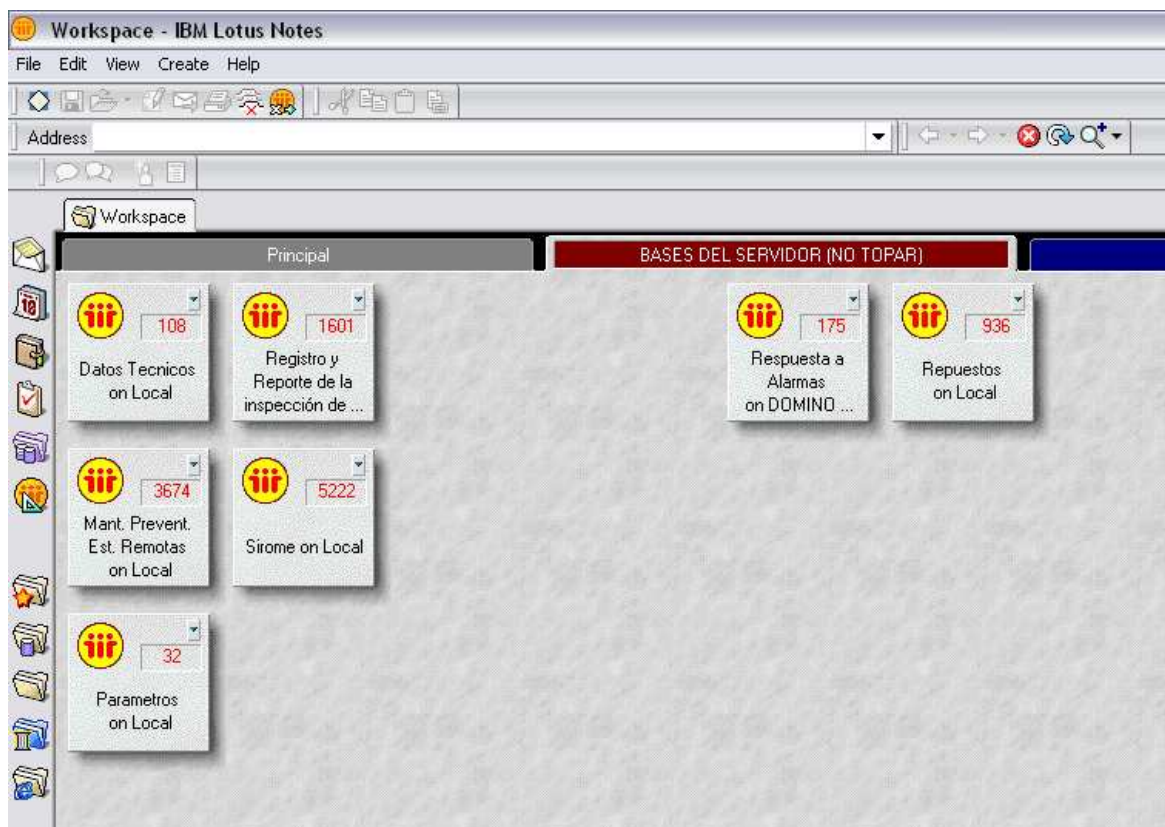 Workspace - IBM Lotus Notes
File Edit View Create Help
Address
Workspace
Principal
BASES DEL SERVIDOR (NO TOPAR)
108
Datos Tecnicos
on Local
1601
Registro y
Reporte de la
inspección de ...
175
Respuesta a
Alarmas
on DOMINO ...
936
Repuestos
on Local
3674
Mant. Prevent.
Est. Remotas
on Local
5222
Sirome on Local
32
Parametros
on Local
10